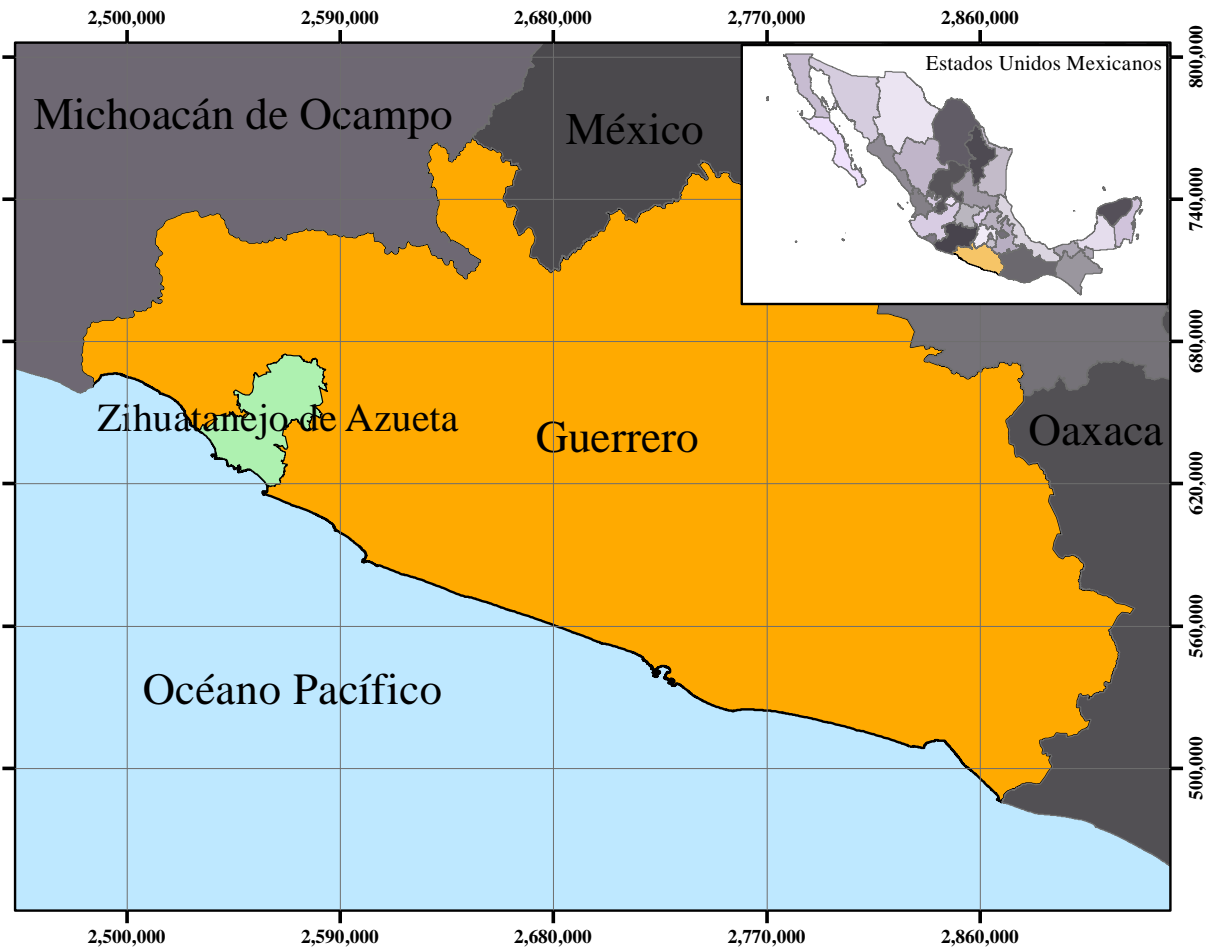 2,500,000 2,590,000 2,680,000 2,770,000 2,860,000
Estados Unidos Mexicanos
800,000
Michoacán de Ocampo
México
740,000
680,000
Zihuatanejo de Azueta
Guerrero
Oaxaca
620,000
560,000
Océano Pacífico
500,000
2,500,000 2,590,000 2,680,000 2,770,000 2,860,000